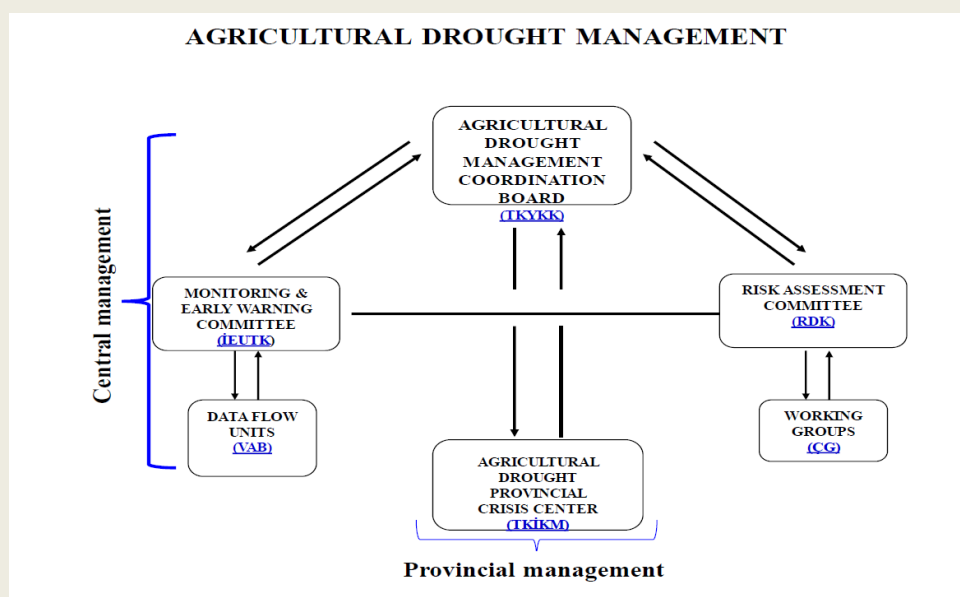 AGRICULTURAL DROUGHT MANAGEMENT
AGRICULTURAL
DROUGHT
MANAGEMENT
COORDINATION
BOARD
(TKYKK)
Central management
MONITORING &
EARLY WARNING
COMMITTEE
(İEUTK)
RISK ASSESSMENT
COMMITTEE
(RDK)
DATA FLOW
UNITS
(VAB)
WORKING
GROUPS
(ÇG)
AGRICULTURAL
DROUGHT
PROVINCIAL
CRISIS CENTER
(TKİKM)
Provincial management